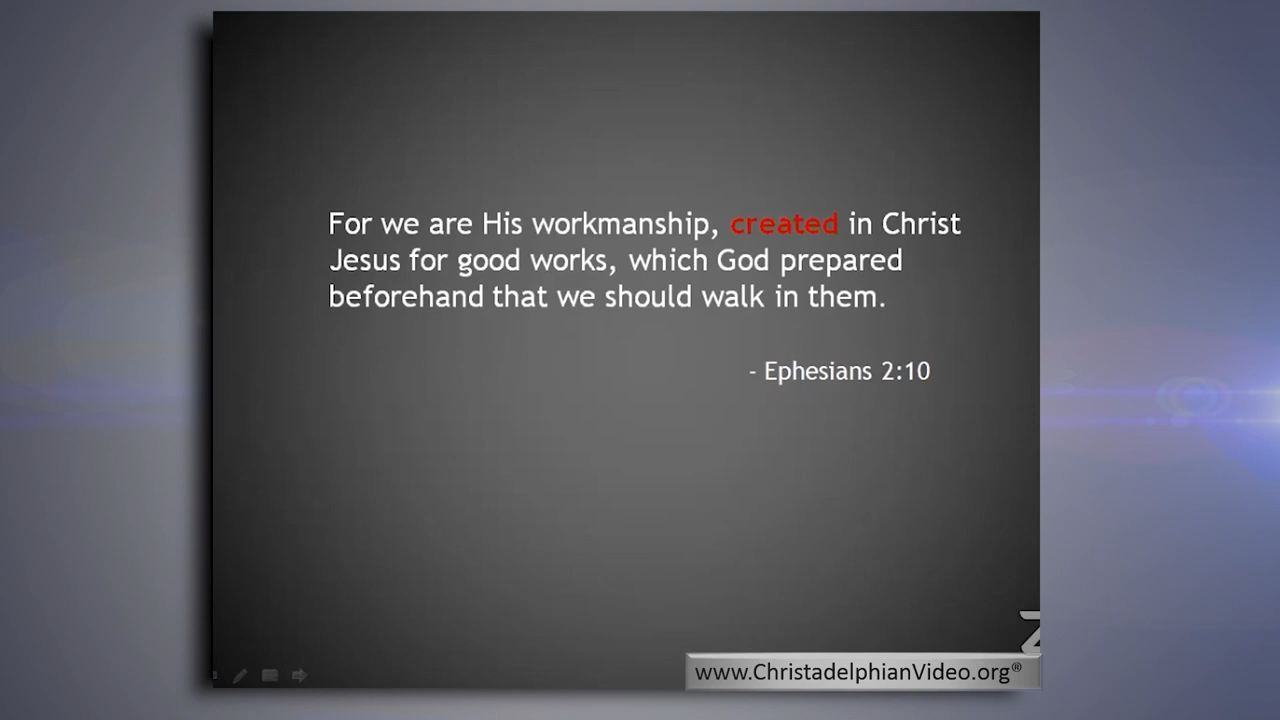 For we are His workmanship, created in Christ
Jesus for good works, which God prepared
beforehand that we should walk in them.
- Ephesians 2:10
www.ChristadelphianVideo.org®